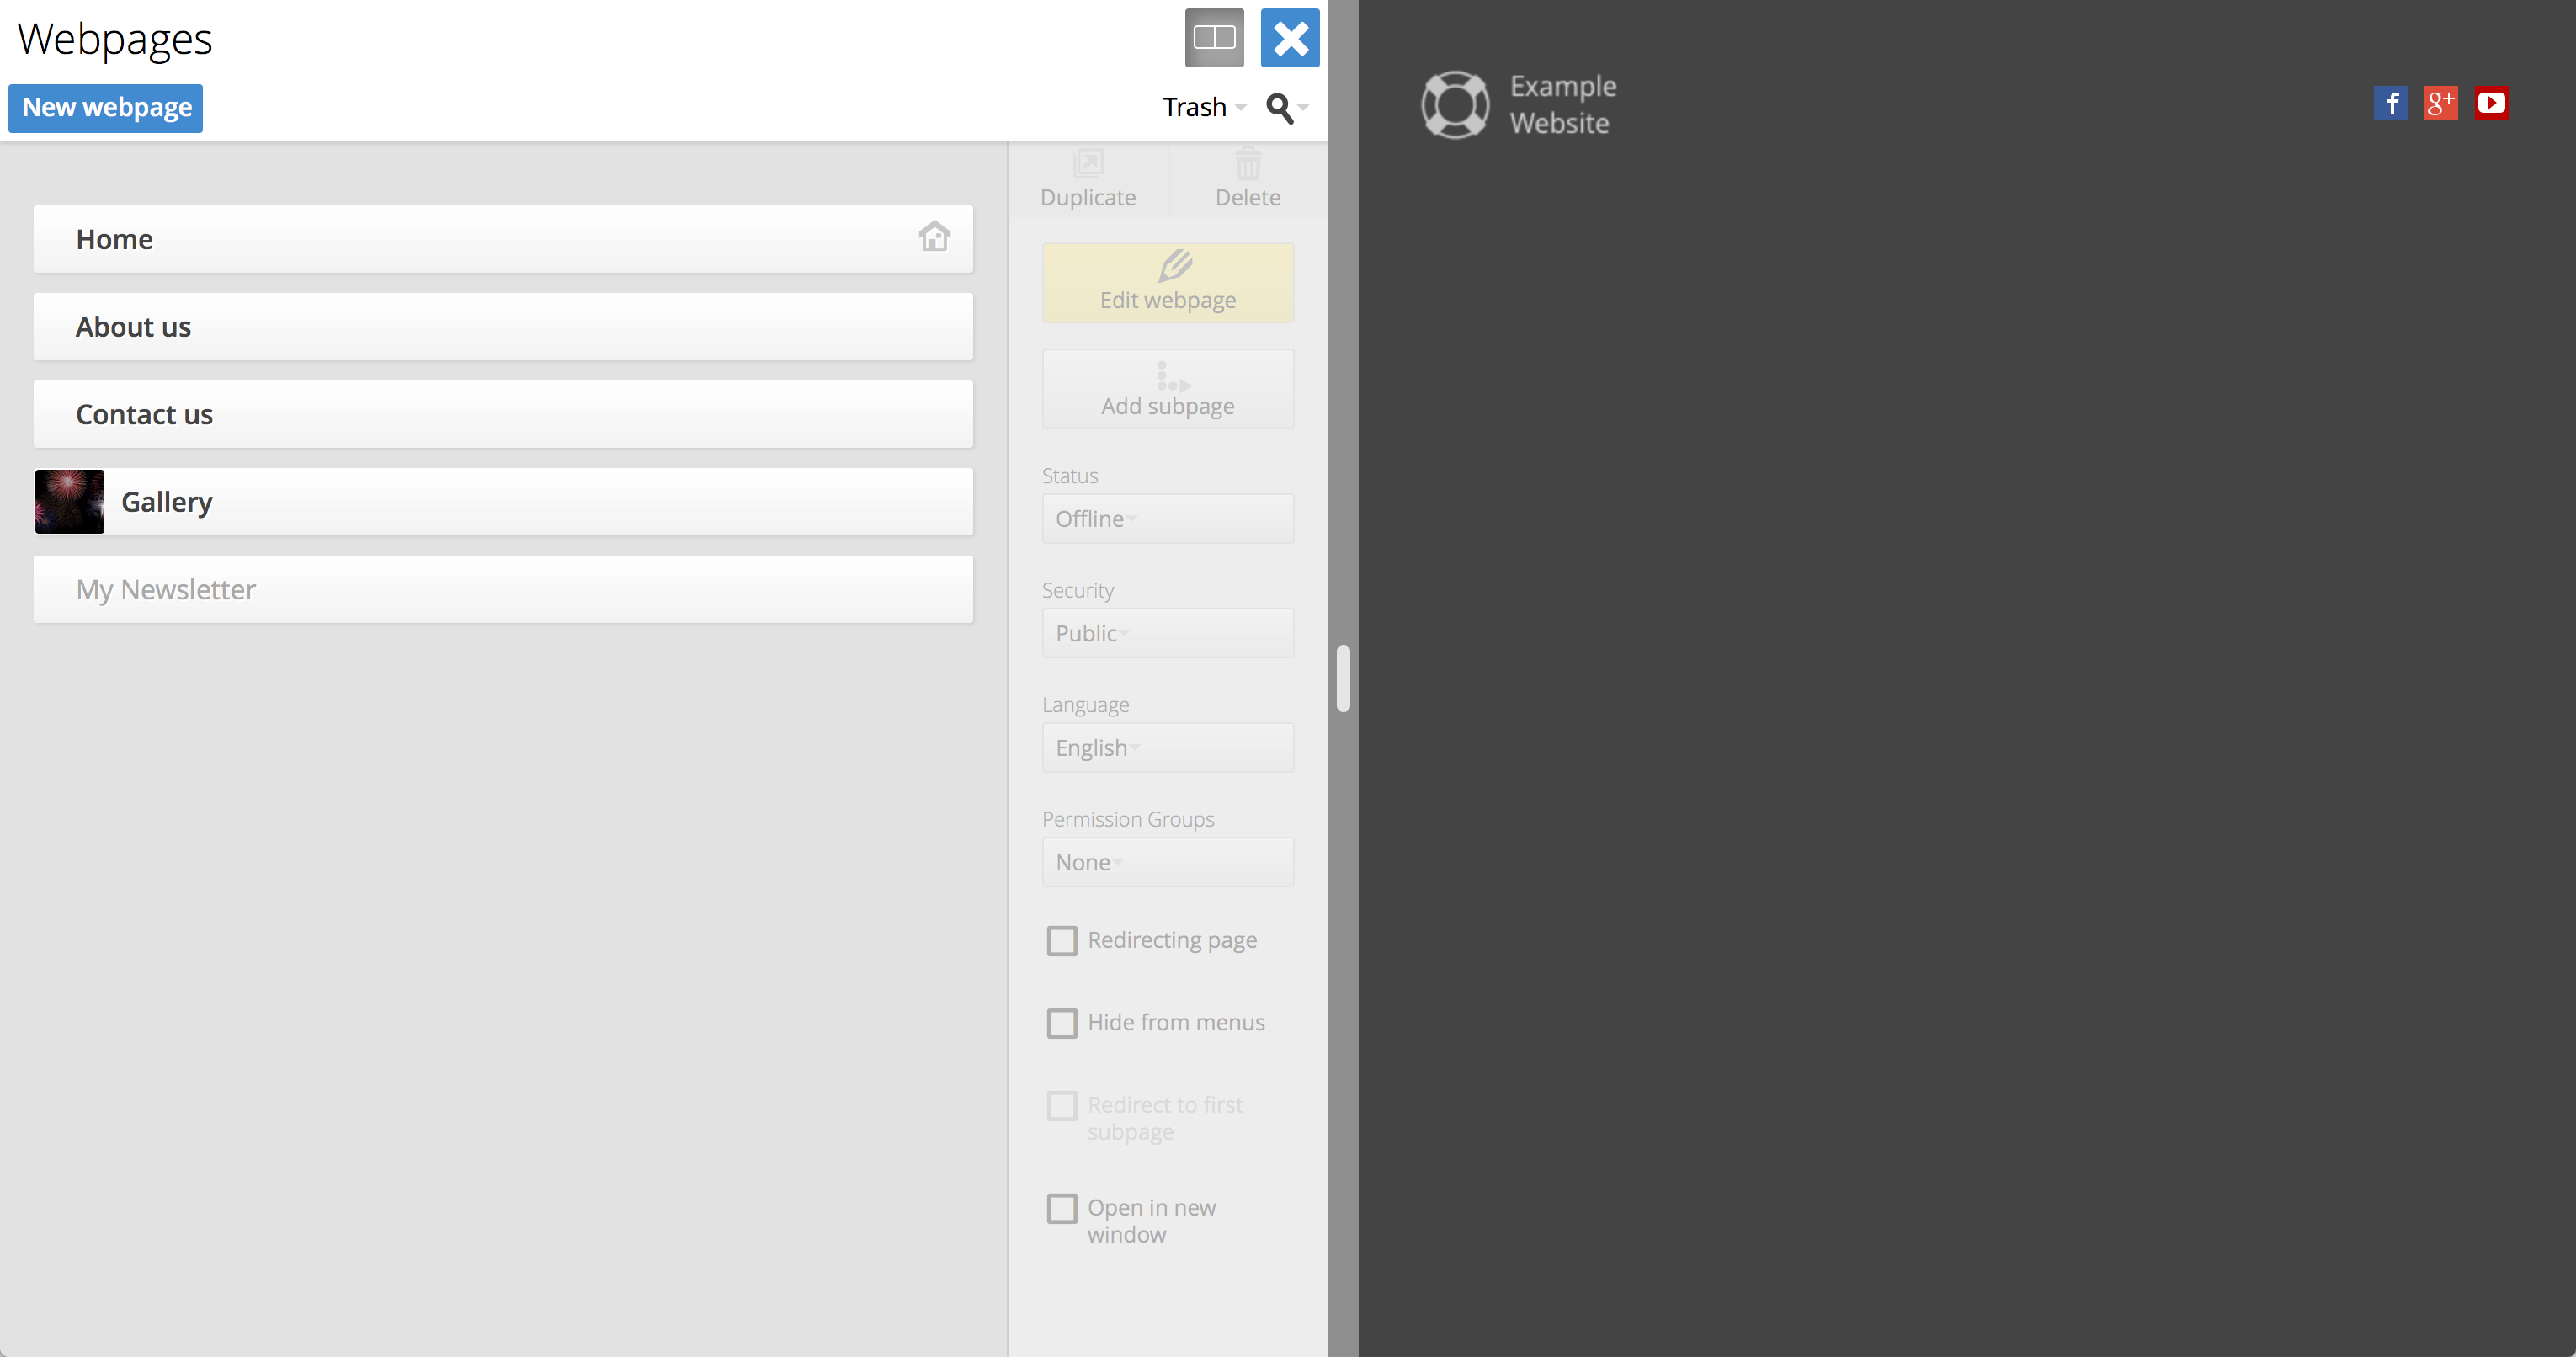 Webpages
New webpage
Trash
Duplicate
Delete
Home
About us
Contact us
Gallery
My Newsletter
Edit webpage
Add subpage
Status
Offline
Security
Public
Language
English
Permission Groups
None
Redirecting page
Hide from menus
Redirect to first
subpage
Open in new
window
Example
Website
f
g+